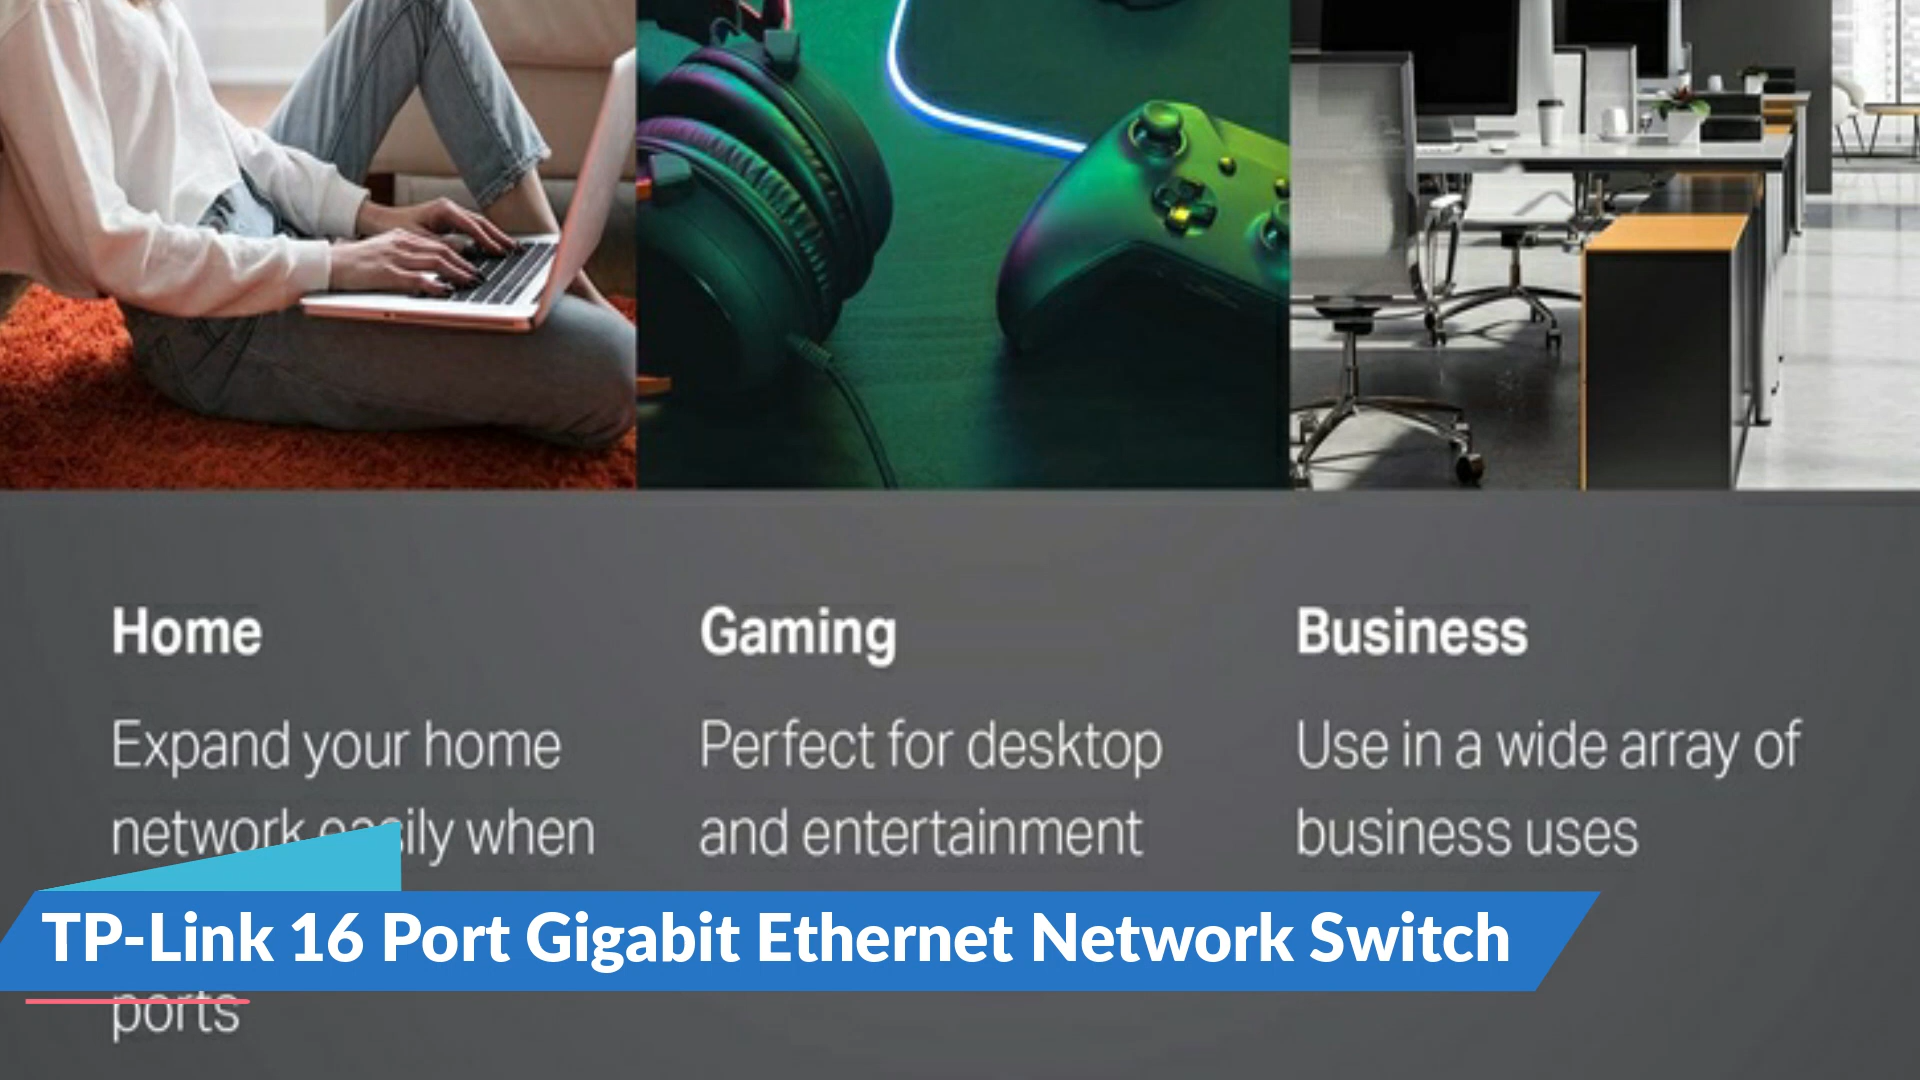 Home
Expand your home
network easily when
ports
Gaming
Perfect for desktop
and entertainment
Business
Use in a wide array of
business uses
TP-Link 16 Port Gigabit Ethernet Network Switch